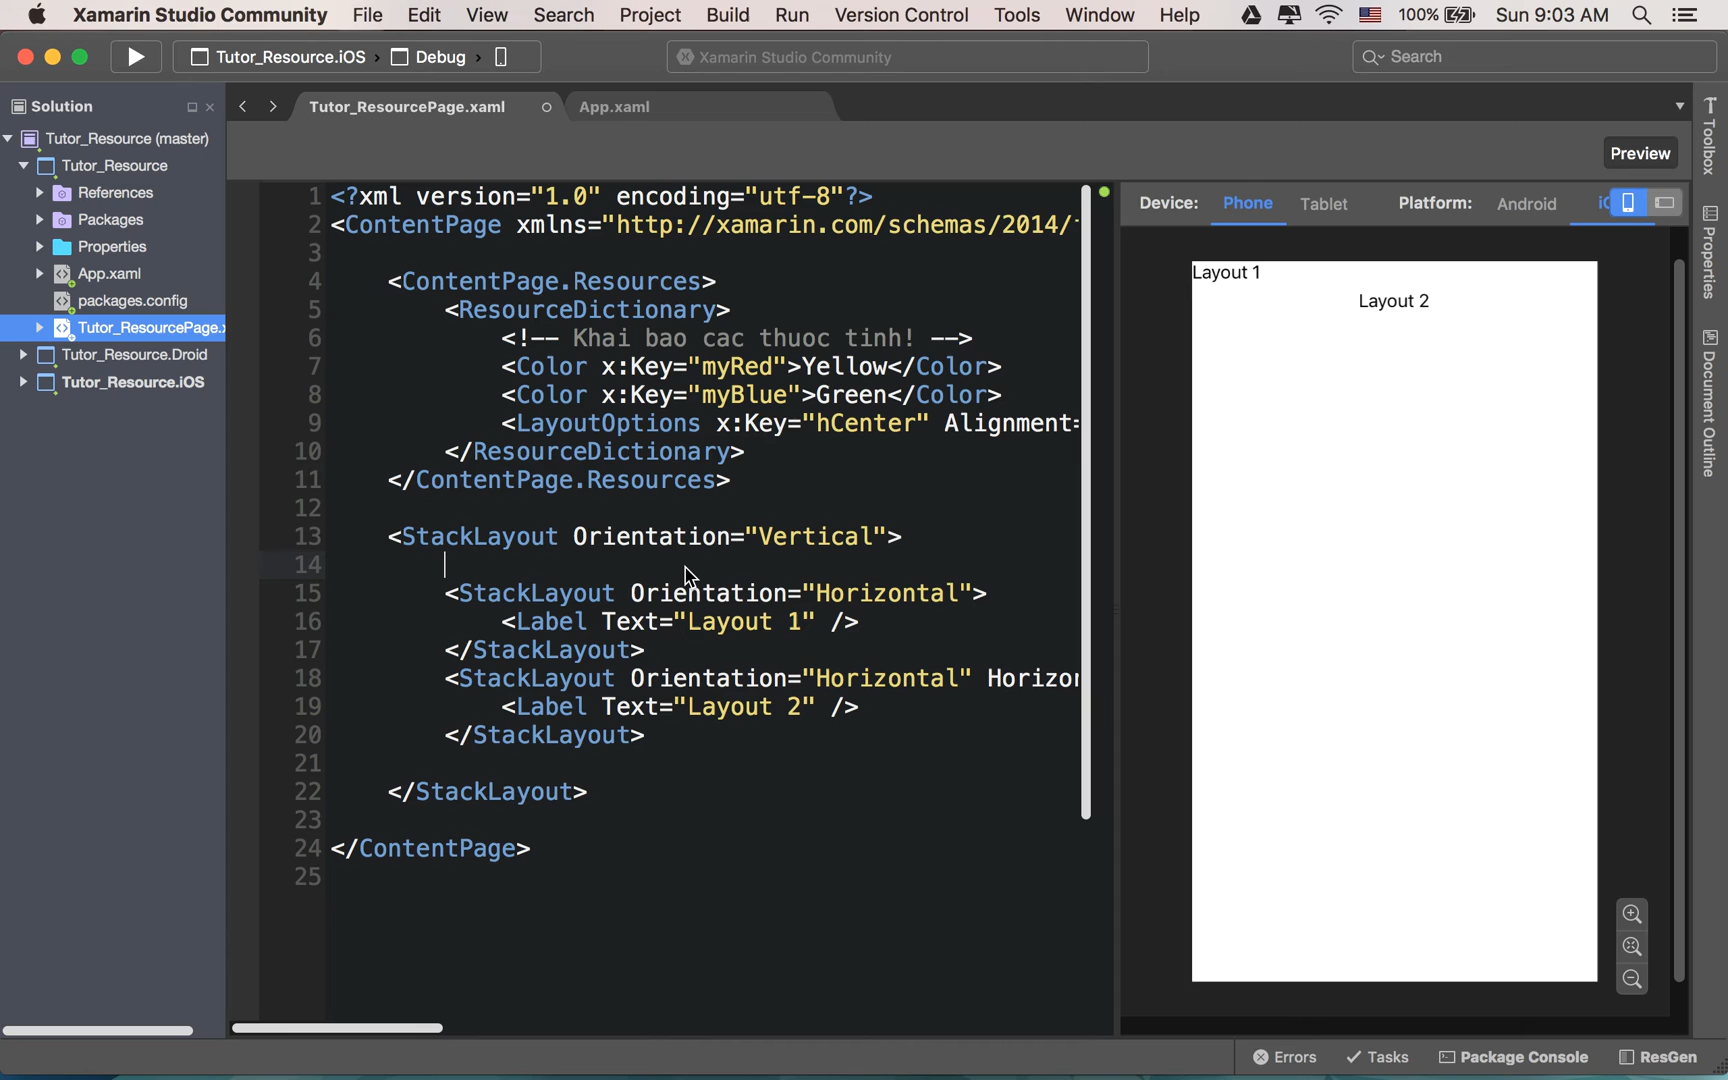 Xamarin Studio Community File Edit View Search Project Build Run Version Control Tools Window Help 100% Sun 9:03 AM
Tutor_Resource.iOS › Debug › Xamarin Studio Community Search
Solution Tutor_ResourcePage.xaml App.xaml
Tutor_Resource (master)
Tutor_Resource
References
Packages
Properties
App.xaml
packages.config
Tutor_ResourcePage.x
Tutor_Resource.Droid
Tutor_Resource.iOS
Preview
1 <?xml version="1.0" encoding="utf-8"?>
2 <ContentPage xmlns="http://xamarin.com/schemas/2014/
3
4 <ContentPage.Resources>
5 <ResourceDictionary>
6 <!-- Khai bao cac thuoc tinh! -->
7 <Color x:Key="myRed">Yellow</Color>
8 <Color x:Key="myBlue">Green</Color>
9 <LayoutOptions x:Key="hCenter" Alignment=
10 </ResourceDictionary>
11 </ContentPage.Resources>
12
13 <StackLayout Orientation="Vertical">
14
15 <StackLayout Orientation="Horizontal">
16 <Label Text="Layout 1" />
17 </StackLayout>
18 <StackLayout Orientation="Horizontal" Horizon
19 <Label Text="Layout 2" />
20 </StackLayout>
21
22 </StackLayout>
23
24 </ContentPage>
25
Device: Phone Tablet Platform: Android
Layout 1
Layout 2
Toolbox
Properties
Document Outline
Errors Tasks Package Console ResGen